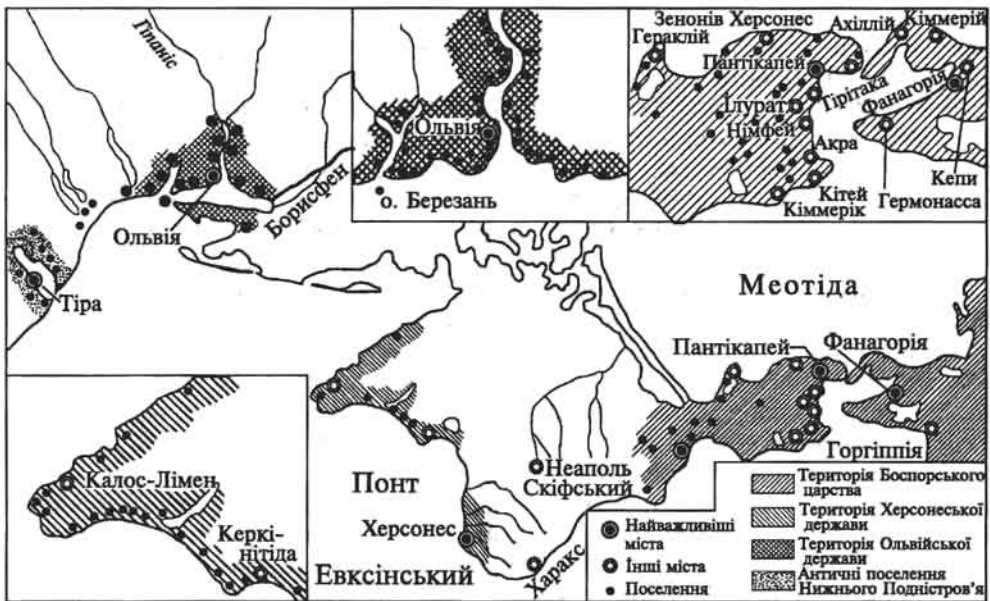 Гіпаніс
Ольвія
Борисфен
Тіра
Ольвія
о. Березань
Зенонів Херсонес
Ахіллій
Кіммерій
Гераклій
Пантікапей
Тірітака
Фанагорія
Ілурат
Німфей
Акра
Кітей
Кіммерік
Гермонасса
Кепи
Меотіда
Пантікапей
Фанагорія
Горгіппія
Калос-Лімен
Керкі-
нітіда
Понт
Евксінський
Херсонес
Неаполь
Скіфський
Харакс
Найважливіші
міста
Інші міста
Поселення
Територія Боспорського
царства
Територія Херсонеської
держави
Територія Ольвійської
держави
Античні поселення
Нижнього Подністров’я